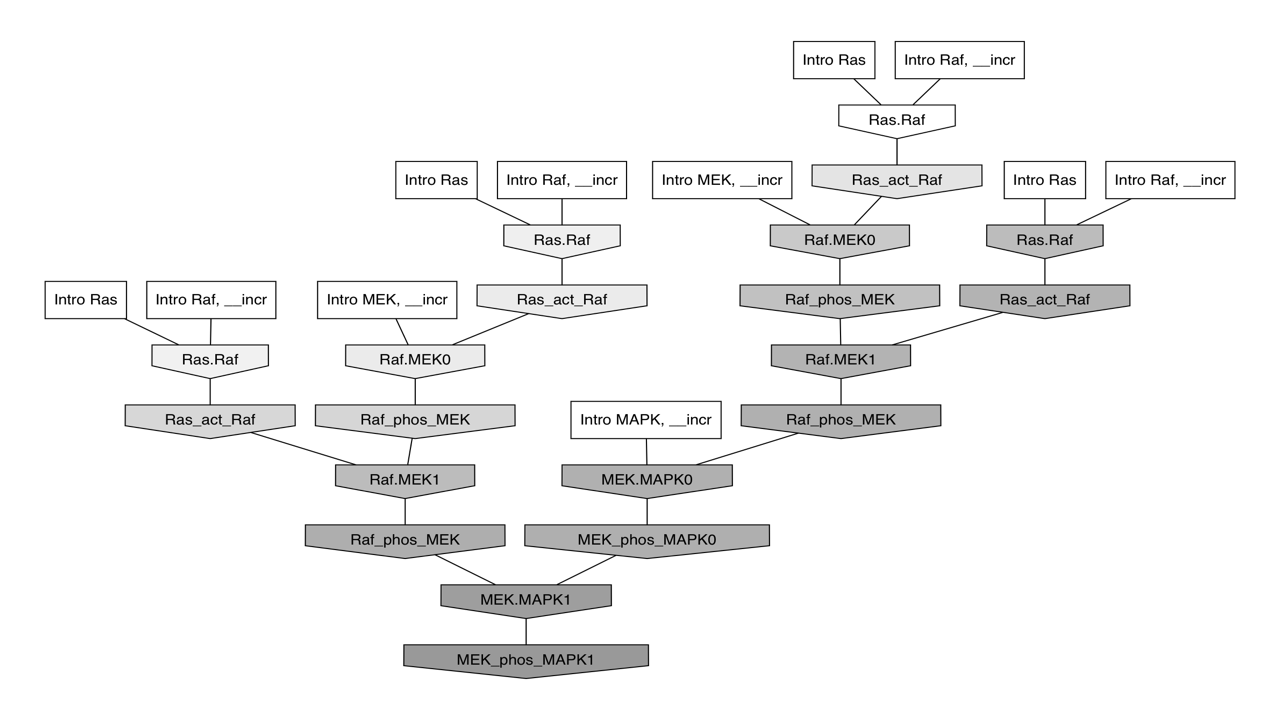 Intro Ras
Intro Raf, __incr
Ras.Raf
Intro Ras
Intro Raf, __incr
Intro MEK, __incr
Ras_act_Raf
Intro Ras
Intro Raf, __incr
Ras.Raf
Raf.MEK0
Ras.Raf
Intro Ras
Intro Raf, __incr
Intro MEK, __incr
Ras_act_Raf
Raf_phos_MEK
Ras_act_Raf
Ras.Raf
Raf.MEK0
Raf.MEK1
Ras_act_Raf
Raf_phos_MEK
Intro MAPK, __incr
Raf_phos_MEK
Raf.MEK1
MEK.MAPK0
Raf_phos_MEK
MEK_phos_MAPK0
MEK.MAPK1
MEK_phos_MAPK1